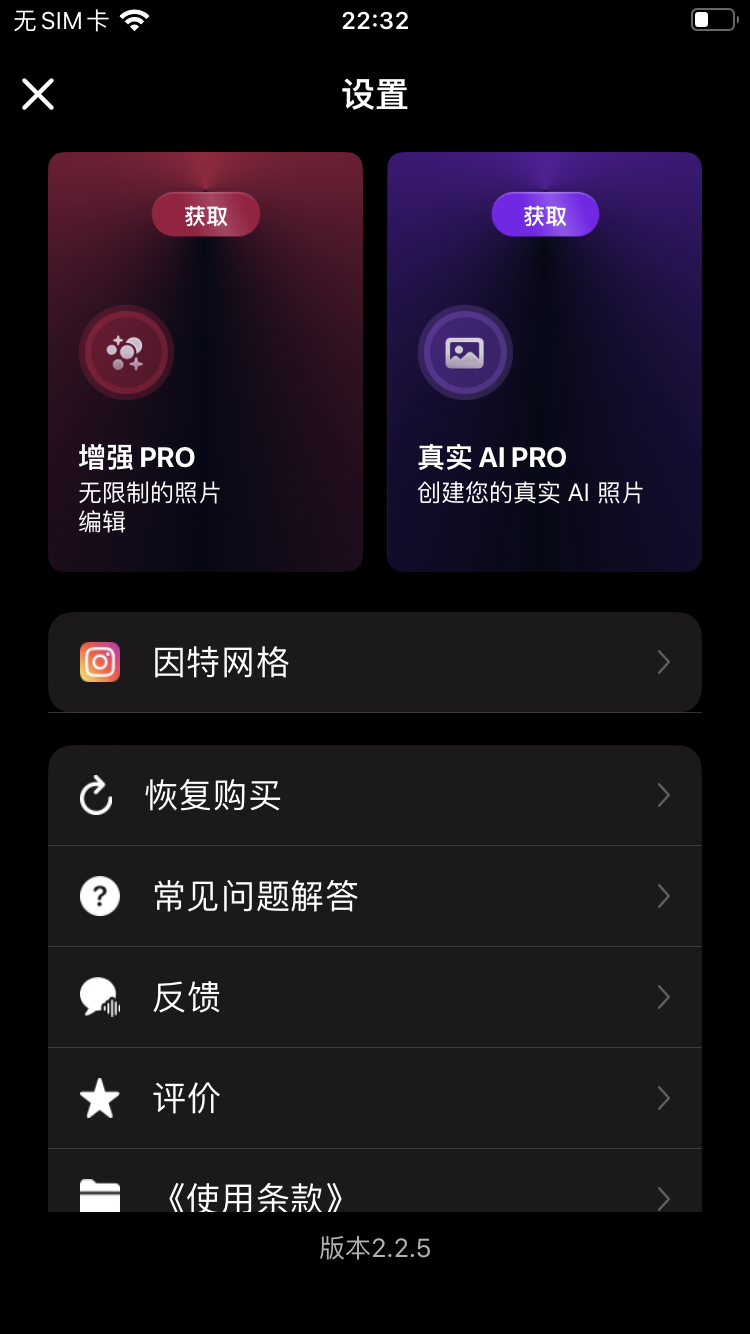 无SIM卡
22:32
设置
获取
获取
增强 PRO
无限制的照片
编辑
真实 AI PRO
创建您的真实 AI 照片
因特网格
恢复购买
常见问题解答
反馈
评价
《使用条款》
版本2.2.5